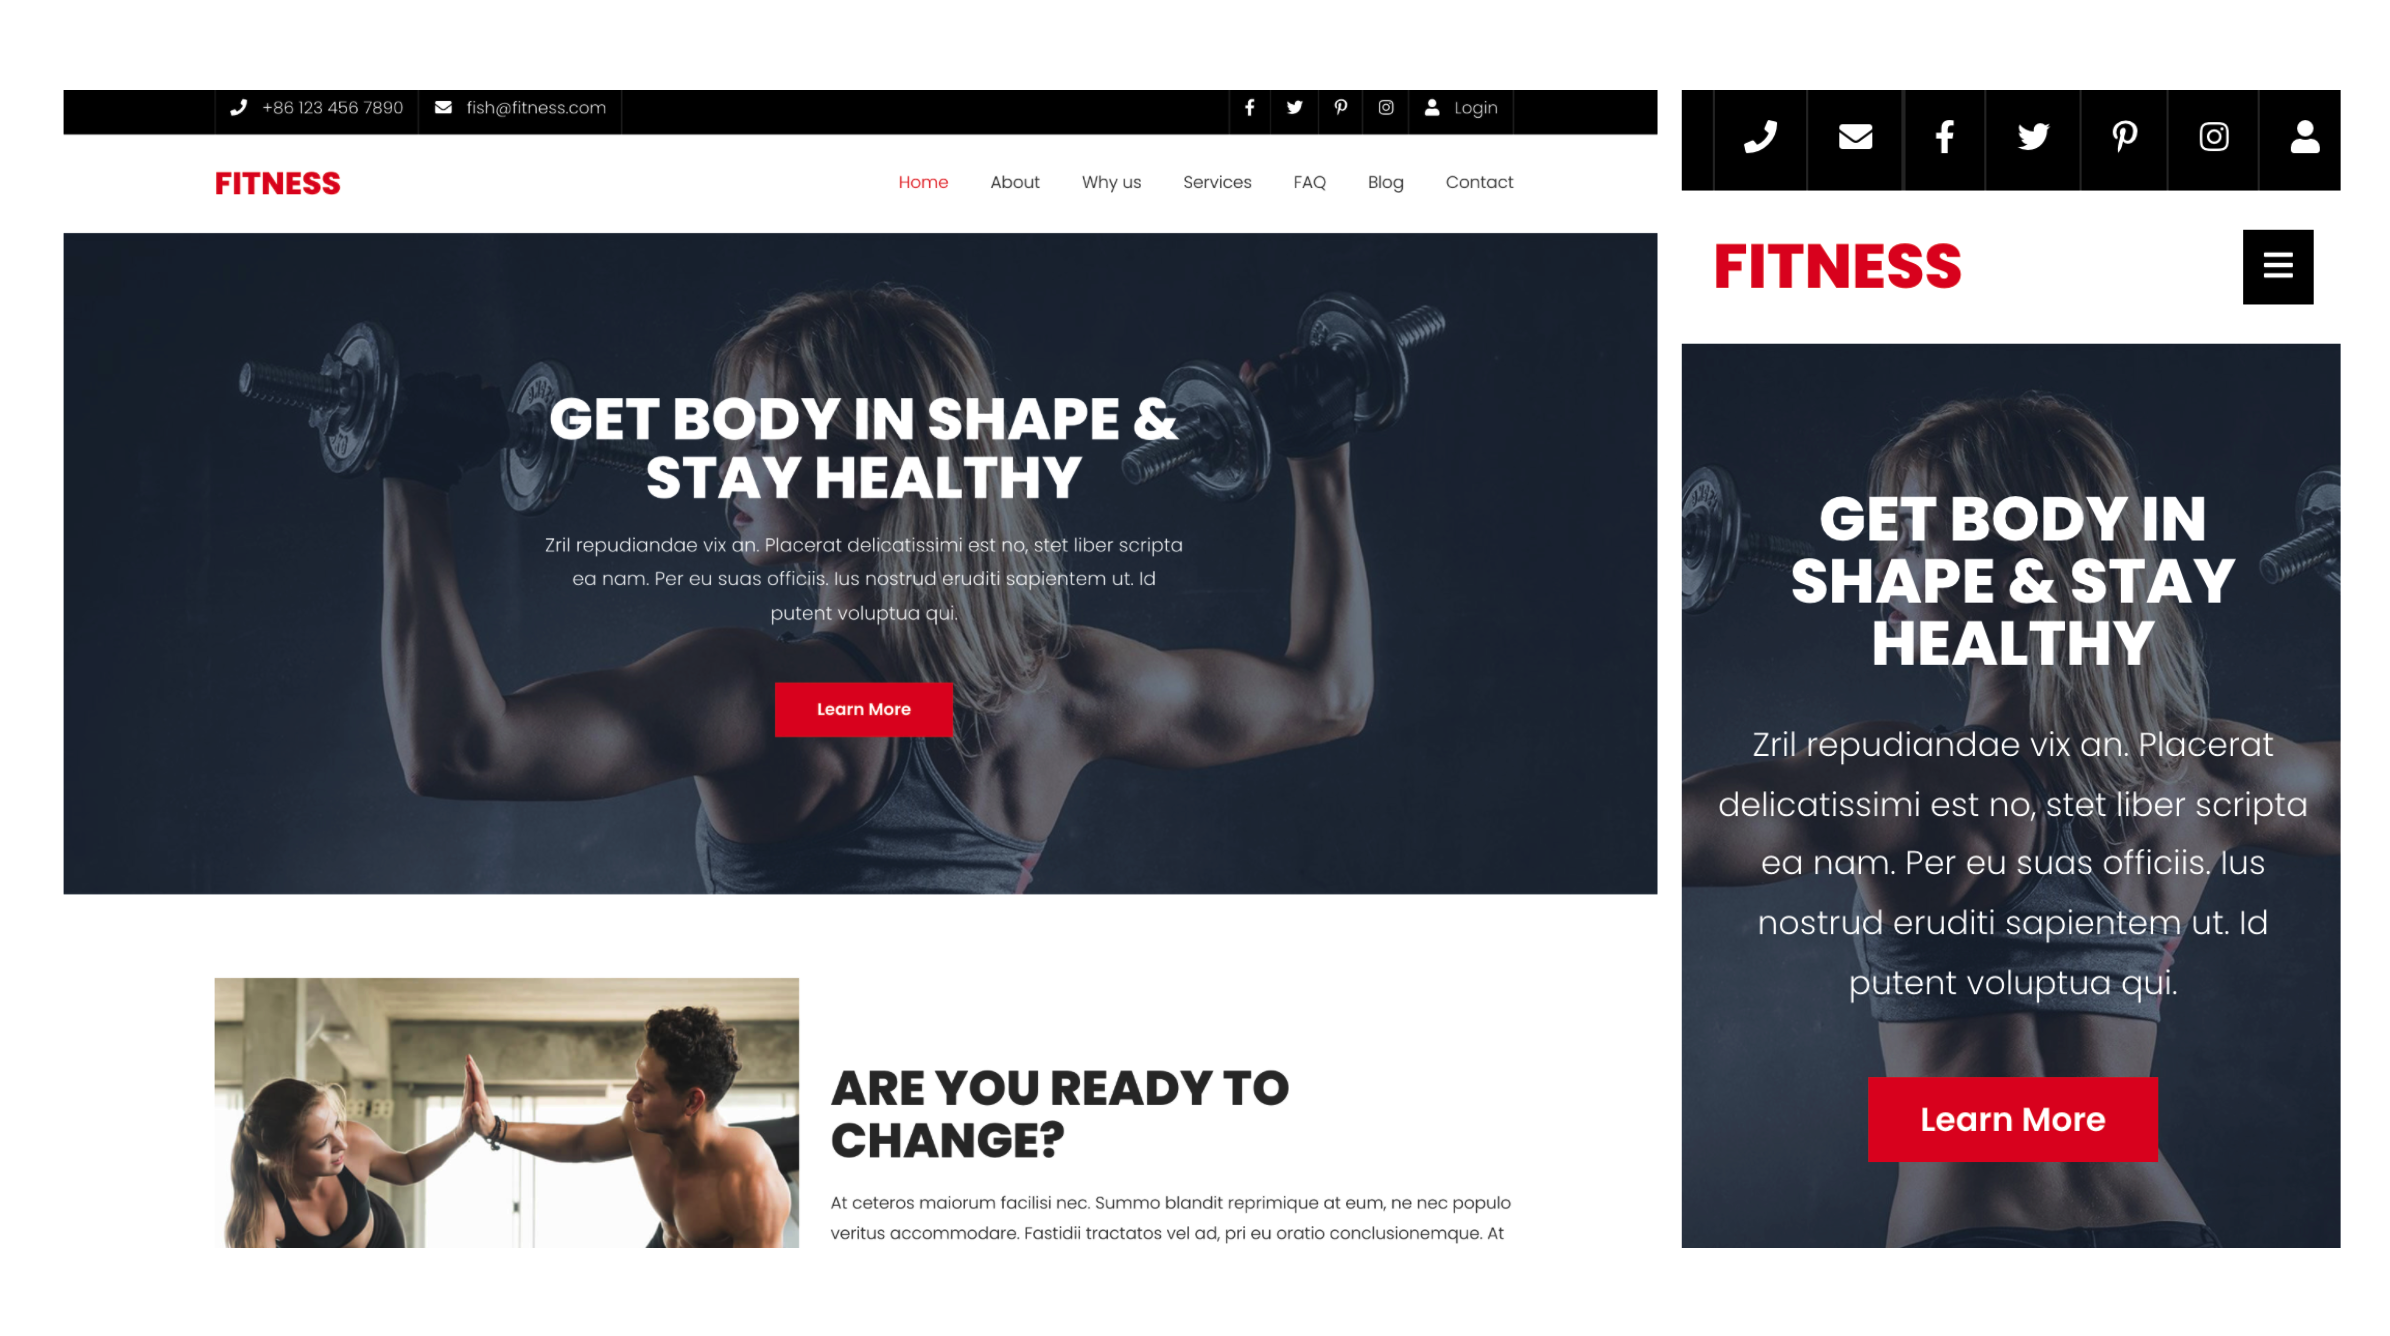 +86 123 456 7890 fish@fitness.com Login
FITNESS Home About Why us Services FAQ Blog Contact
GET BODY IN SHAPE &
STAY HEALTHY
Zril repudiandae vix an. Placerat delicatissimi est no, stet liber scripta
ea nam. Per eu suas officiis. Ius nostrud eruditi sapientem ut. Id
putent voluptua qui.
Learn More
ARE YOU READY TO
CHANGE?
At ceteros maiorum facilisi nec. Summo blandit reprimique at eum, ne nec populo
veritus accommodare. Fastidii tractatos vel ad, pri eu oratio conclusionemque. At
FITNESS
GET BODY IN
SHAPE & STAY
HEALTHY
Zril repudiandae vix an. Placerat
delicatissimi est no, stet liber scripta
ea nam. Per eu suas officiis. Ius
nostrud eruditi sapientem ut. Id
putent voluptua qui.
Learn More